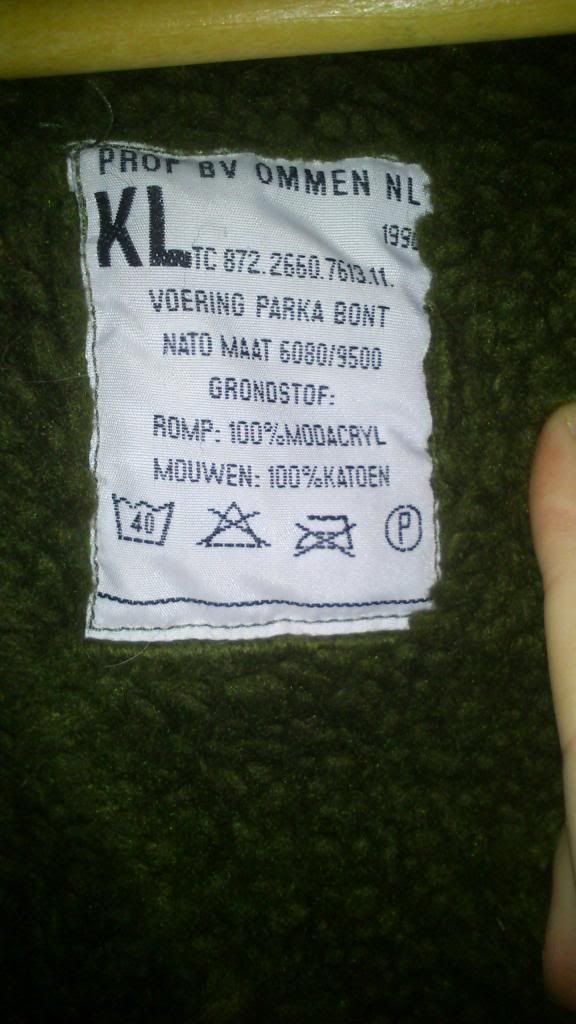 PROF BV OMMEN NL
KL
TC 872.2660.7613.11.
VOERING PARKA BONT
NATO MAAT 6080/9500
GRONDSTOF:
ROMP: 100%MODACRYL
MOUWEN: 100%KATOEN
40 P